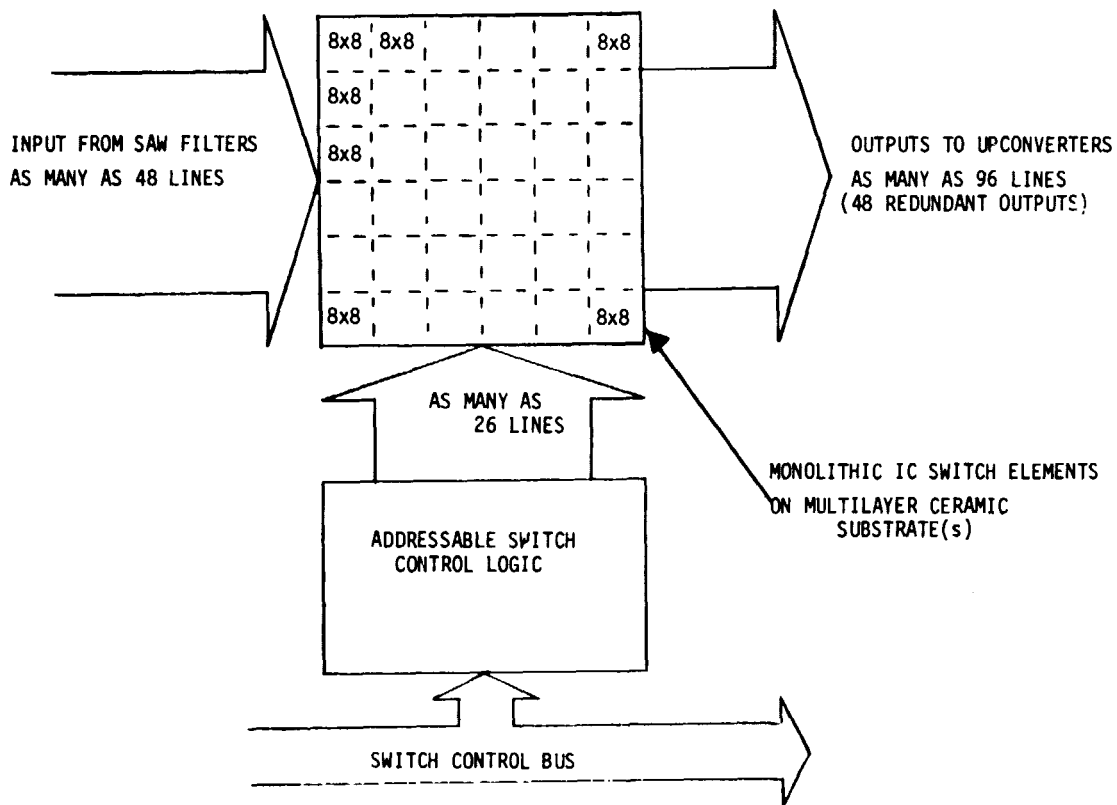 8x8 8x8 8x8
8x8
8x8
8x8 8x8
INPUT FROM SAW FILTERS
AS MANY AS 48 LINES
OUTPUTS TO UPCONVERTERS
AS MANY AS 96 LINES
(48 REDUNDANT OUTPUTS)
AS MANY AS
26 LINES
MONOLITHIC IC SWITCH ELEMENTS
ON MULTILAYER CERAMIC
SUBSTRATE(s)
ADDRESSABLE SWITCH
CONTROL LOGIC
SWITCH CONTROL BUS